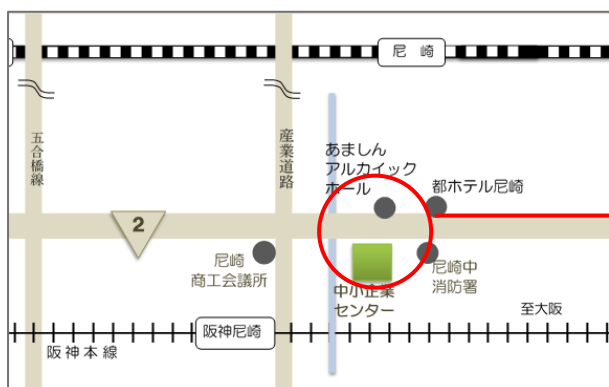 尼崎
五合橋線
産業道路
あましん
アルカイック
ホール
都ホテル尼崎
2
尼崎
商工会議所
中小企業
センター
尼崎中
消防署
至大阪
阪神尼崎
阪神本線